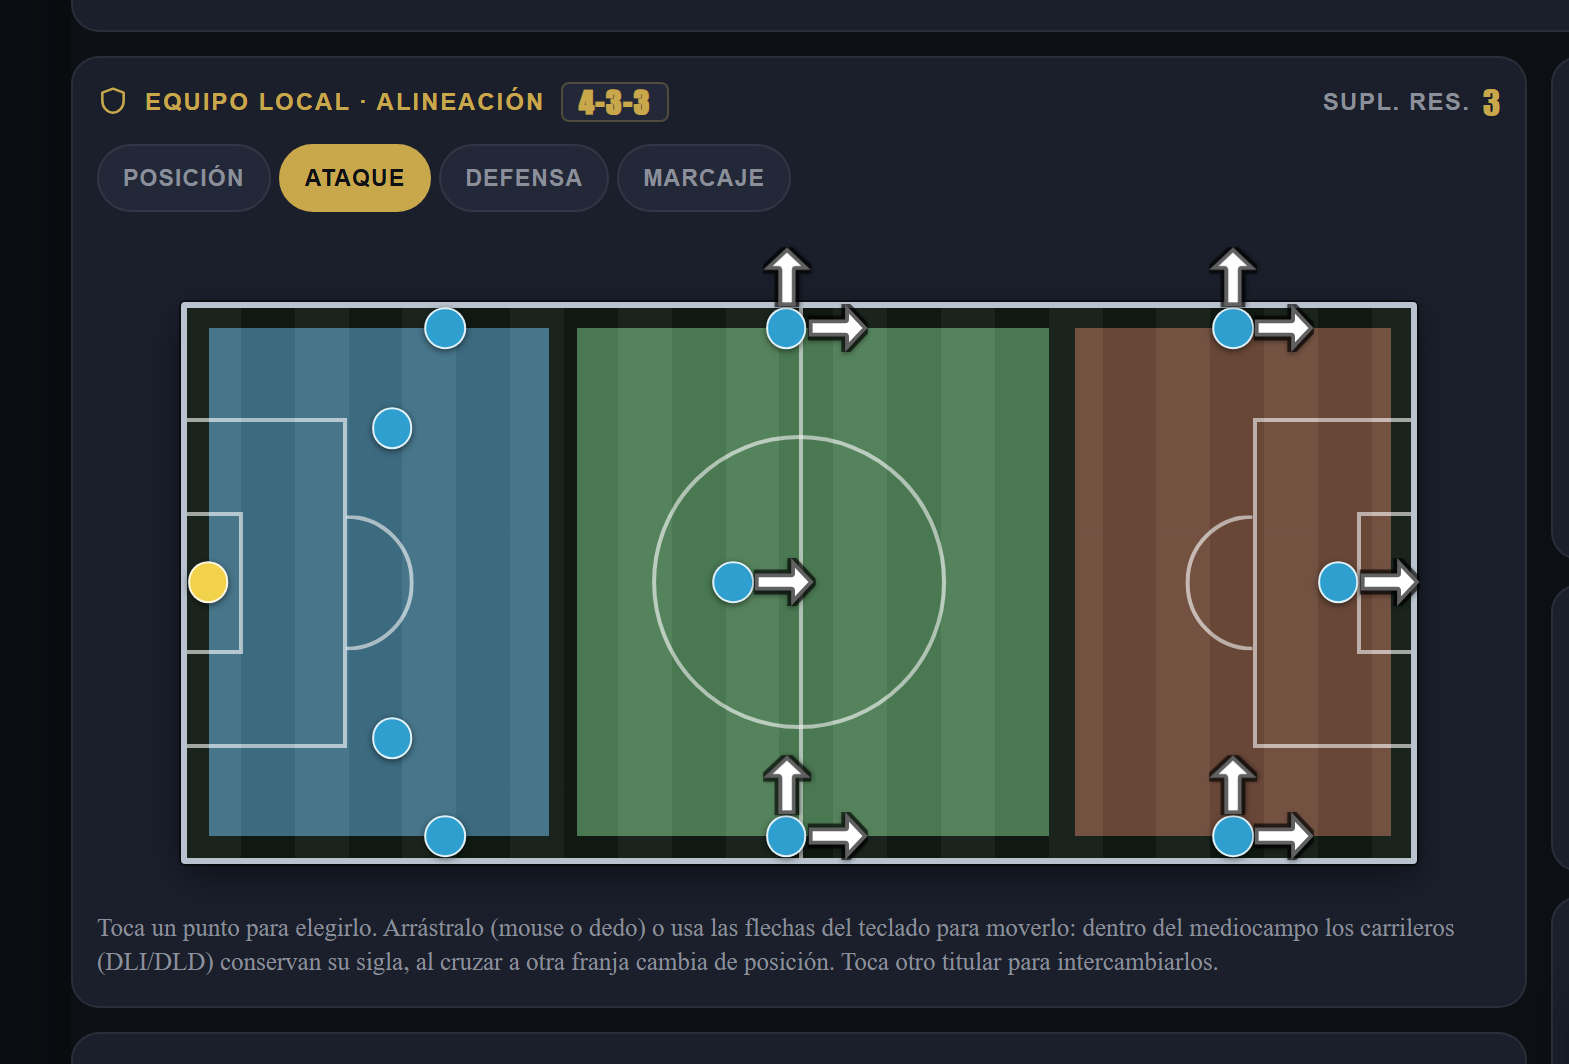 EQUIPO LOCAL · ALINEACIÓN 4-3-3 SUPL. RES. 3
POSICIÓN ATAQUE DEFENSA MARCAJE
Toca un punto para elegirlo. Arrástralo (mouse o dedo) o usa las flechas del teclado para moverlo: dentro del mediocampo los carrileros
(DLI/DLD) conservan su sigla, al cruzar a otra franja cambia de posición. Toca otro titular para intercambiarlos.